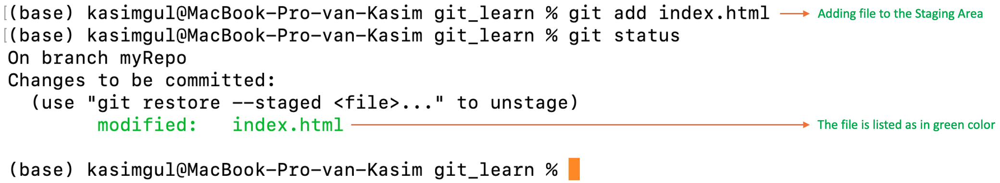 [(base) kasimgul@MacBook-Pro-van-Kasim git_learn % git add index.html Adding file to the Staging Area
[(base) kasimgul@MacBook-Pro-van-Kasim git_learn % git status
On branch myRepo
Changes to be committed:
  (use "git restore --staged <file>..." to unstage)
        modified:   index.html The file is listed as in green color
(base) kasimgul@MacBook-Pro-van-Kasim git_learn %